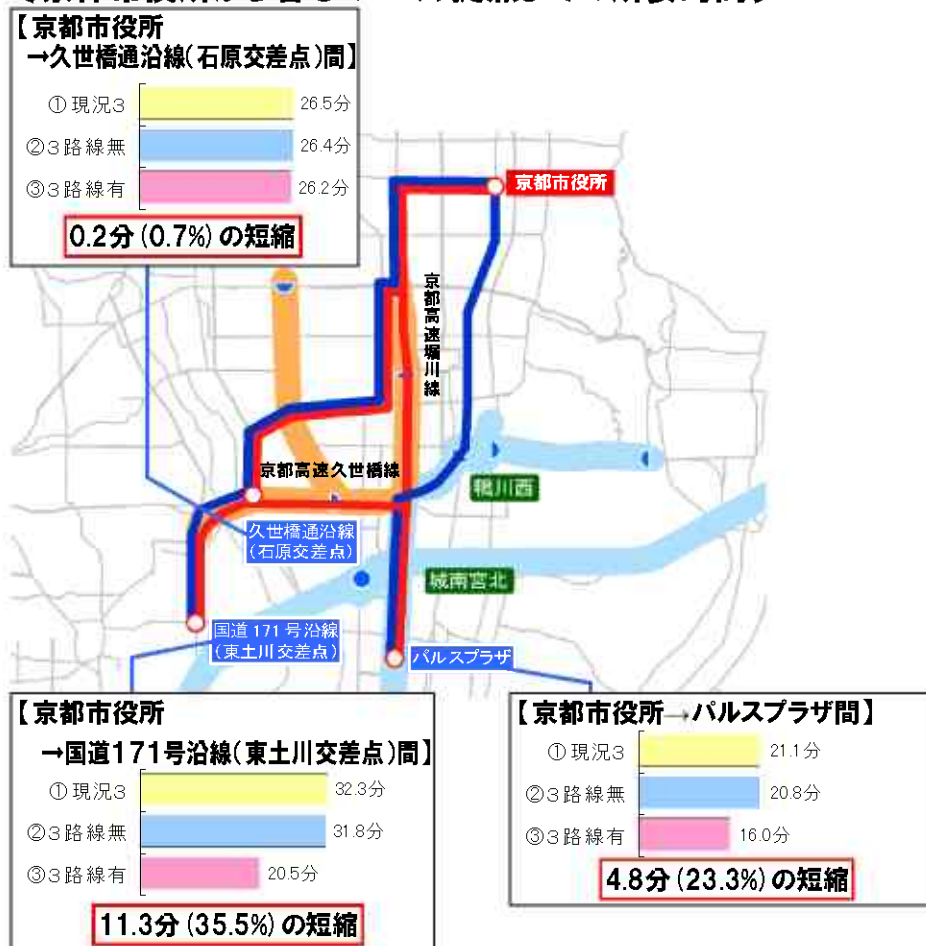 【京都市役所
→久世橋通沿線(石原交差点)間】
①現況3
26.5分
②3路線無
26.4分
③3路線有
26.2分
0.2分(0.7%)の短縮
京都市役所
京都高速堀川線
京都高速久世橋線
鴨川西
久世橋通沿線
(石原交差点)
城南宮北
国道171号沿線
(東土川交差点)
パルスプラザ
【京都市役所
→国道171号沿線(東土川交差点)間】
①現況3
32.3分
②3路線無
31.8分
③3路線有
20.5分
11.3分(35.5%)の短縮
【京都市役所→パルスプラザ間】
①現況3
21.1分
②3路線無
20.8分
③3路線有
16.0分
4.8分(23.3%)の短縮